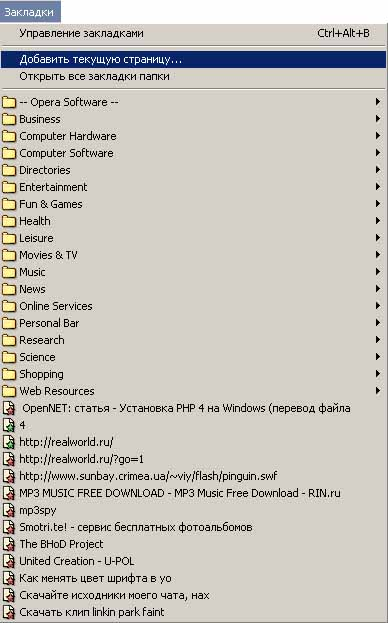 Закладки
Управление закладками Ctrl+Alt+B
Добавить текущую страницу...
Открыть все закладки папки
-- Opera Software --
Business
Computer Hardware
Computer Software
Directories
Entertainment
Fun & Games
Health
Leisure
Movies & TV
Music
News
Online Services
Personal Bar
Research
Science
Shopping
Web Resources
OpenNET: статья - Установка PHP 4 на Windows (перевод файла
4
http://realworld.ru/
http://realworld.ru/?go=1
http://www.sunbay.crimea.ua/~viy/flash/pinguin.swf
MP3 MUSIC FREE DOWNLOAD - MP3 Music Free Download - RIN.ru
mp3spy
Smotri.te! - сервис бесплатных фотоальбомов
The BHoD Project
United Creation - U-POL
Как менять цвет шрифта в yo
Скачайте исходники моего чата, нах
Скачать клип linkin park faint